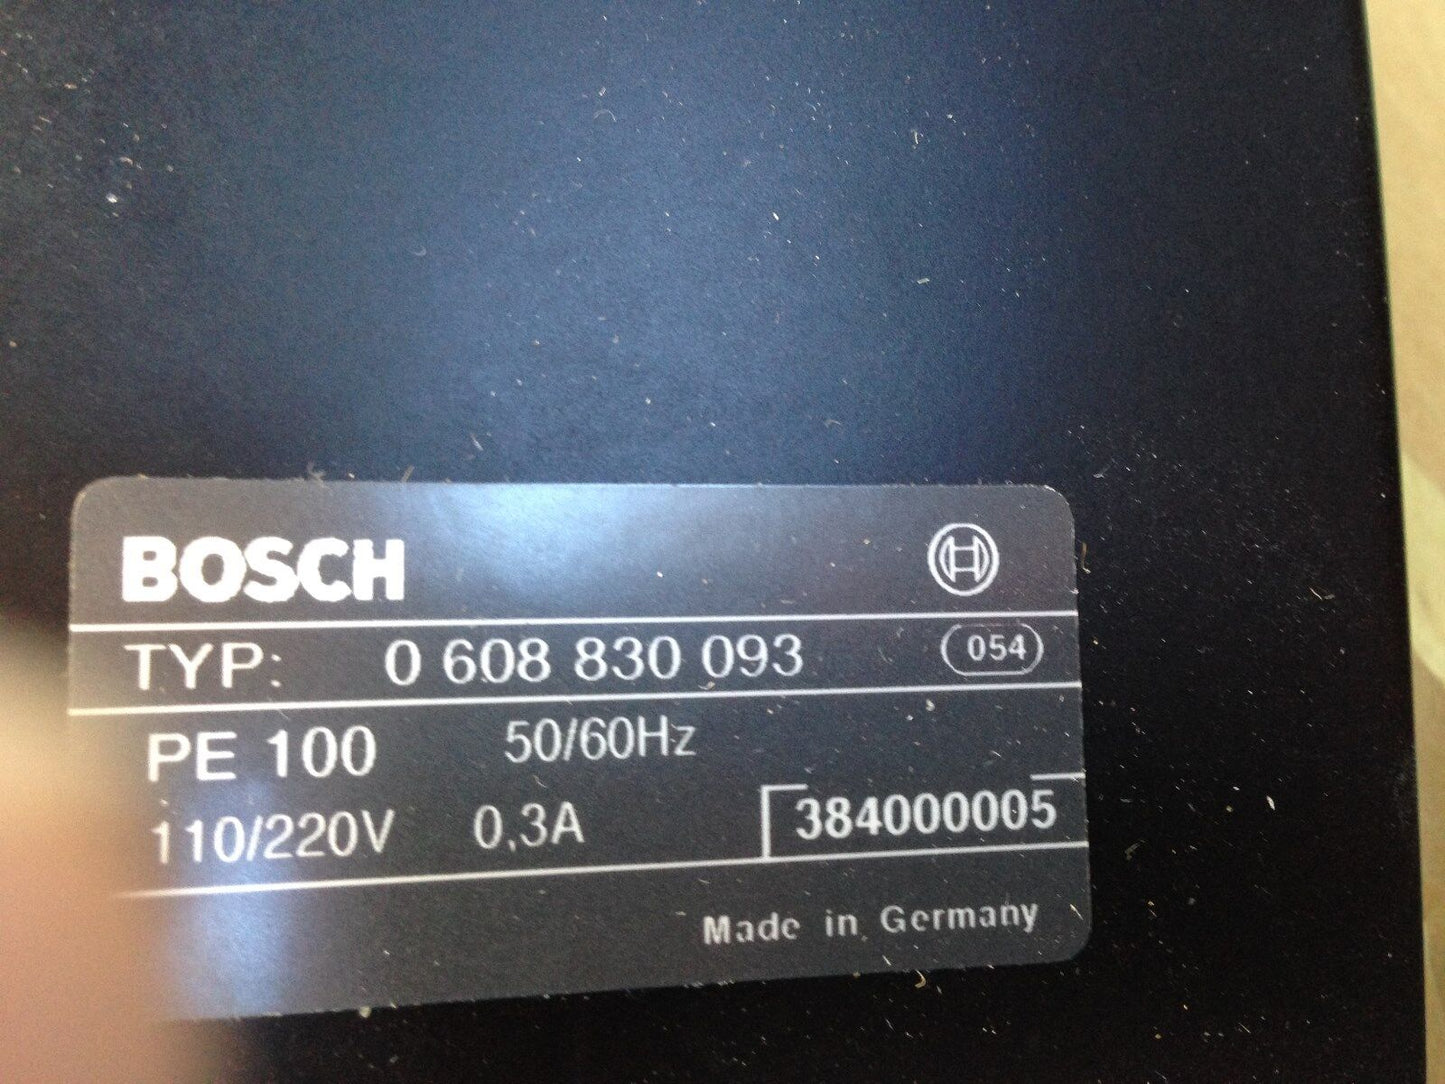 BOSCH
TYP: 0 608 830 093 054
PE 100 50/60Hz
110/220V 0,3A 384000005
Made in Germany